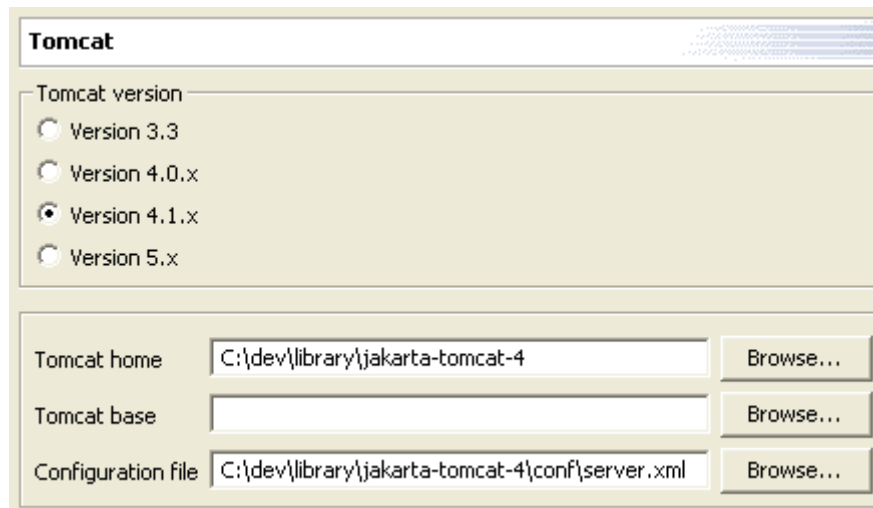 Tomcat
Tomcat version
Version 3.3
Version 4.0.x
Version 4.1.x
Version 5.x
Tomcat home C:\dev\library\jakarta-tomcat-4 Browse...
Tomcat base Browse...
Configuration file C:\dev\library\jakarta-tomcat-4\conf\server.xml Browse...